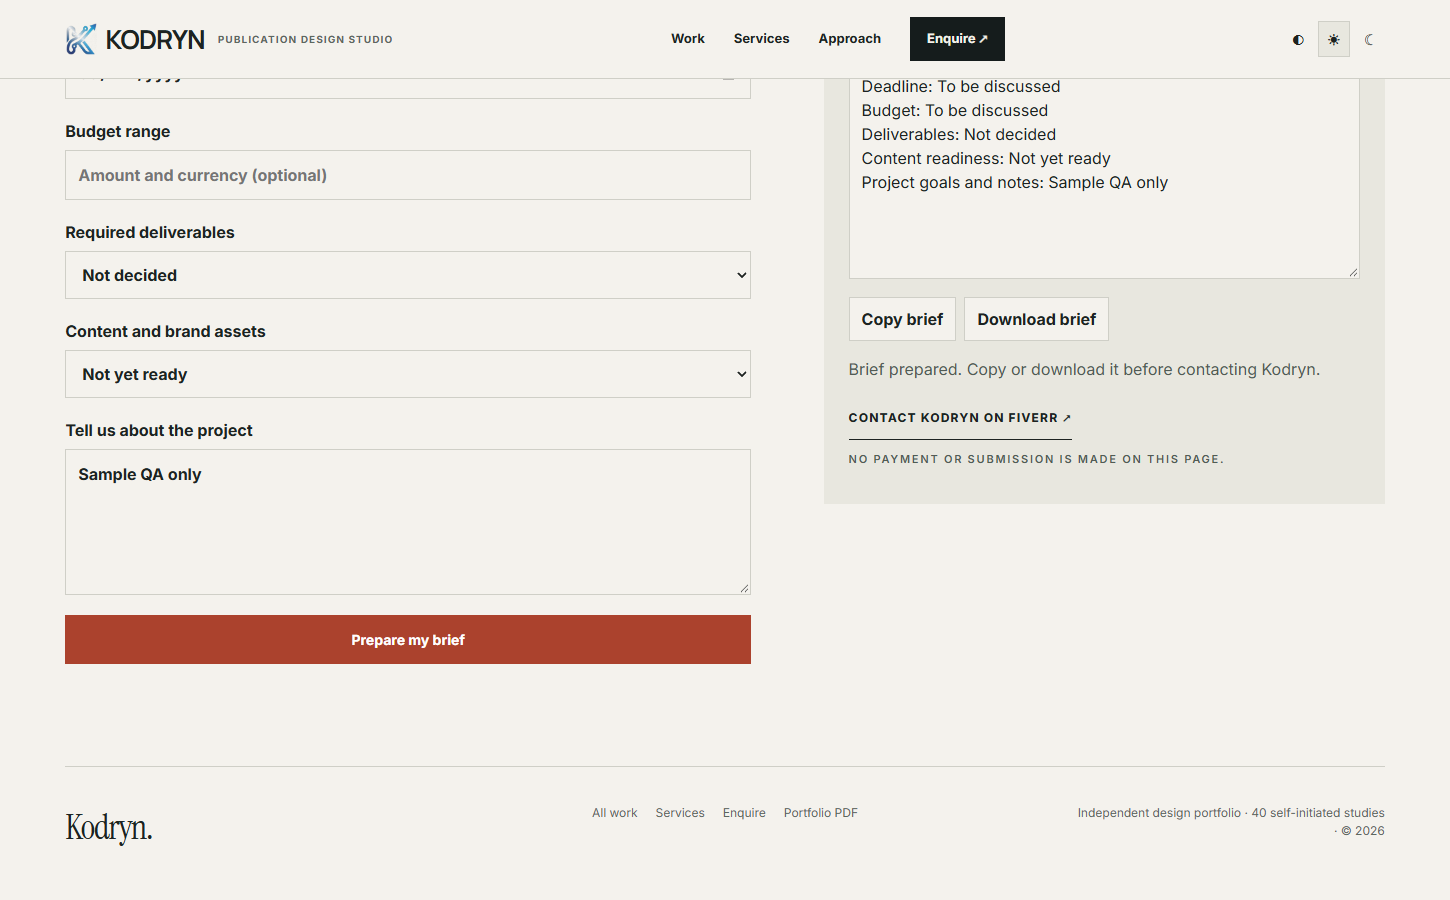 KODRYN PUBLICATION DESIGN STUDIO
Work Services Approach Enquire ↗
Budget range
Amount and currency (optional)
Required deliverables
Not decided
Content and brand assets
Not yet ready
Tell us about the project
Sample QA only
Prepare my brief
Deadline: To be discussed
Budget: To be discussed
Deliverables: Not decided
Content readiness: Not yet ready
Project goals and notes: Sample QA only
Copy brief Download brief
Brief prepared. Copy or download it before contacting Kodryn.
CONTACT KODRYN ON FIVERR ↗
NO PAYMENT OR SUBMISSION IS MADE ON THIS PAGE.
Kodryn.
All work Services Enquire Portfolio PDF
Independent design portfolio · 40 self-initiated studies
· © 2026